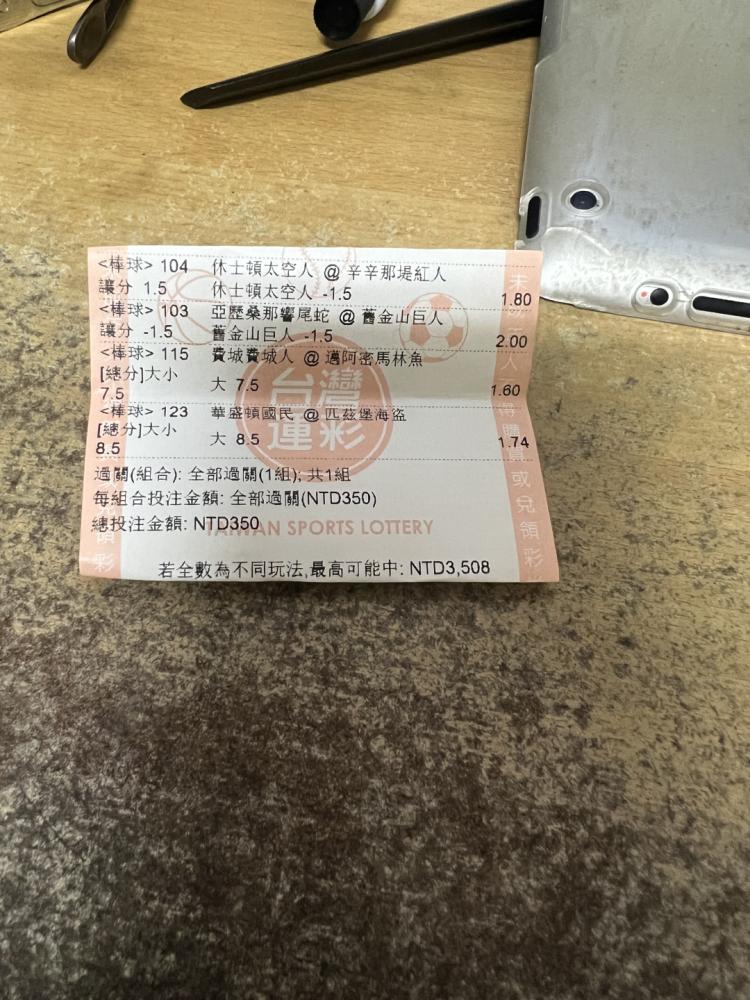 <棒球> 104 休士頓太空人 @ 辛辛那堤紅人
讓分 1.5 休士頓太空人 -1.5 1.80
<棒球> 103 亞歷桑那響尾蛇 @ 舊金山巨人
讓分 -1.5 舊金山巨人 -1.5 2.00
<棒球> 115 費城費城人 @ 邁阿密馬林魚
[總分]大小 大 7.5 1.60
7.5
<棒球> 123 華盛頓國民 @ 匹茲堡海盜
[總分]大小 大 8.5 1.74
8.5
過關(組合): 全部過關(1組); 共1組
每組合投注金額: 全部過關(NTD350)
總投注金額: NTD350
TAIWAN SPORTS LOTTERY
若全數為不同玩法,最高可能中: NTD3,508
台灣
運彩
或兌領彩